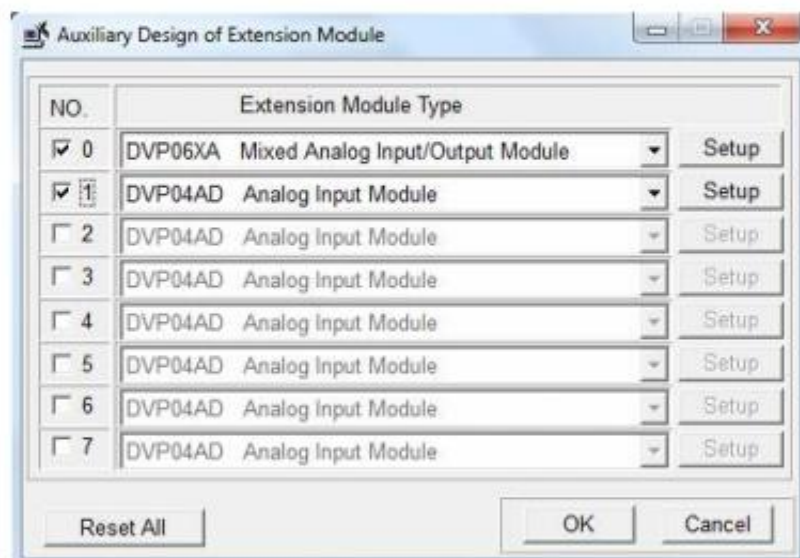 Auxiliary Design of Extension Module
NO. Extension Module Type
0 DVP06XA Mixed Analog Input/Output Module Setup
1 DVP04AD Analog Input Module Setup
2 DVP04AD Analog Input Module Setup
3 DVP04AD Analog Input Module Setup
4 DVP04AD Analog Input Module Setup
5 DVP04AD Analog Input Module Setup
6 DVP04AD Analog Input Module Setup
7 DVP04AD Analog Input Module Setup
Reset All OK Cancel